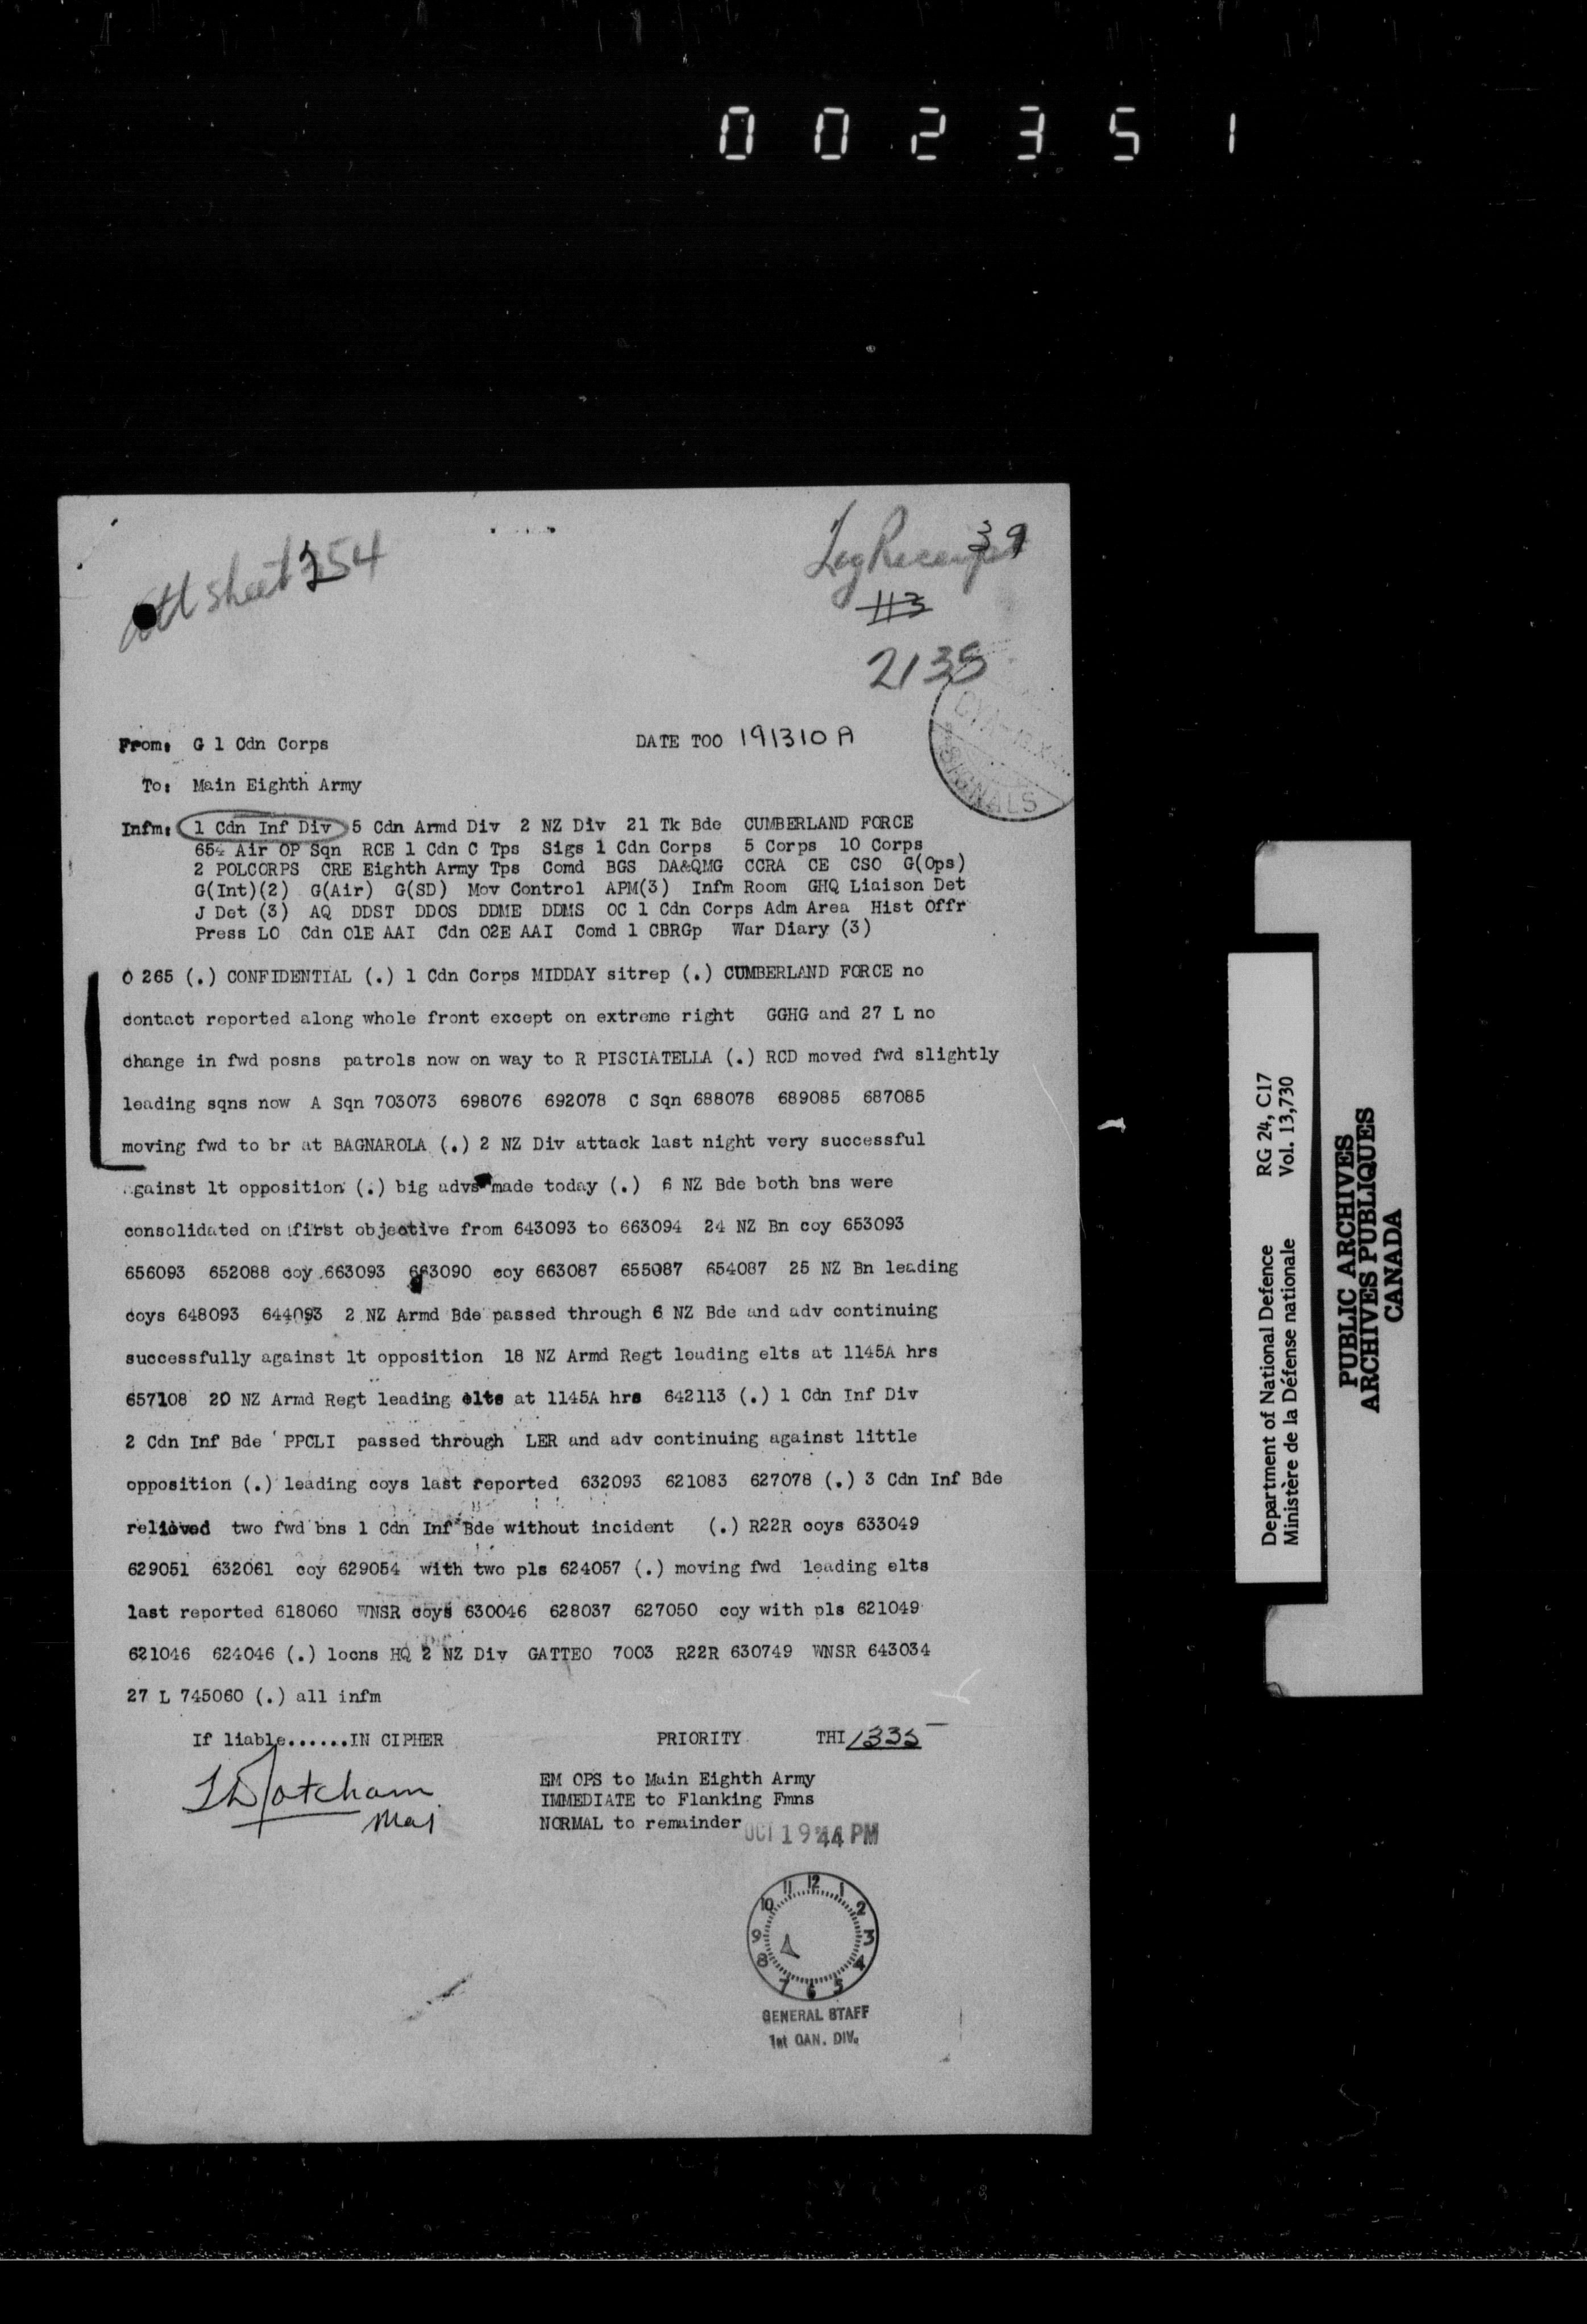 002351
sheet 254
Log
39
#3
2135
SIGNALS
From: G 1 Cdn Corps DATE TOO 191310 A
To: Main Eighth Army
Infm: 1 Cdn Inf Div 5 Cdn Armd Div 2 NZ Div 21 Tk Bde CUMBERLAND FORCE
654 Air OP Sqn RCE 1 Cdn C Tps Sigs 1 Cdn Corps 5 Corps 10 Corps
2 POLCORPS CRE Eighth Army Tps Comd BGS DA&QMG CCRA CE CSO G(Ops)
G(Int)(2) G(Air) G(SD) Mov Control APM(3) Infm Room GHQ Liaison Det
J Det (3) AQ DDST DDOS DDME DDMS OC 1 Cdn Corps Adm Area Hist Offr
Press LO Cdn O1E AAI Cdn O2E AAI Comd 1 CBRGp War Diary (3)
O 265 (.) CONFIDENTIAL (.) 1 Cdn Corps MIDDAY sitrep (.) CUMBERLAND FORCE no
contact reported along whole front except on extreme right GGHG and 27 L no
change in fwd posns patrols now on way to R PISCIATELLA (.) RCD moved fwd slightly
leading sqns now A Sqn 703073 698076 692078 C Sqn 688078 689085 687085
moving fwd to br at BAGNAROLA (.) 2 NZ Div attack last night very successful
against lt opposition (.) big advs made today (.) 6 NZ Bde both bns were
consolidated on first objective from 643093 to 663094 24 NZ Bn coy 653093
656093 652088 coy 663093 663090 coy 663087 655087 654087 25 NZ Bn leading
coys 648093 644093 2 NZ Armd Bde passed through 6 NZ Bde and adv continuing
successfully against lt opposition 18 NZ Armd Regt leading elts at 1145A hrs
657108 20 NZ Armd Regt leading elts at 1145A hrs 642113 (.) 1 Cdn Inf Div
2 Cdn Inf Bde PPCLI passed through LER and adv continuing against little
opposition (.) leading coys last reported 632093 621083 627078 (.) 3 Cdn Inf Bde
relieved two fwd bns 1 Cdn Inf Bde without incident (.) R22R coys 633049
629051 632061 coy 629054 with two pls 624057 (.) moving fwd leading elts
last reported 618060 WNSR coys 630046 628037 627050 coy with pls 621049
621046 624046 (.) locns HQ 2 NZ Div GATTEO 7003 R22R 630749 WNSR 643034
27 L 745060 (.) all infm
If liable......IN CIPHER PRIORITY THI 1335
Maj
EM OPS to Main Eighth Army
IMMEDIATE to Flanking Fmns
NORMAL to remainder
OCT 19 44 PM
12 1 2 3 4 5 6 7 8 9 10 11
GENERAL STAFF
1st CAN. DIV.
Department of National Defence RG 24, C17
Ministère de la Défense nationale Vol. 13,730
PUBLIC ARCHIVES
ARCHIVES PUBLIQUES
CANADA